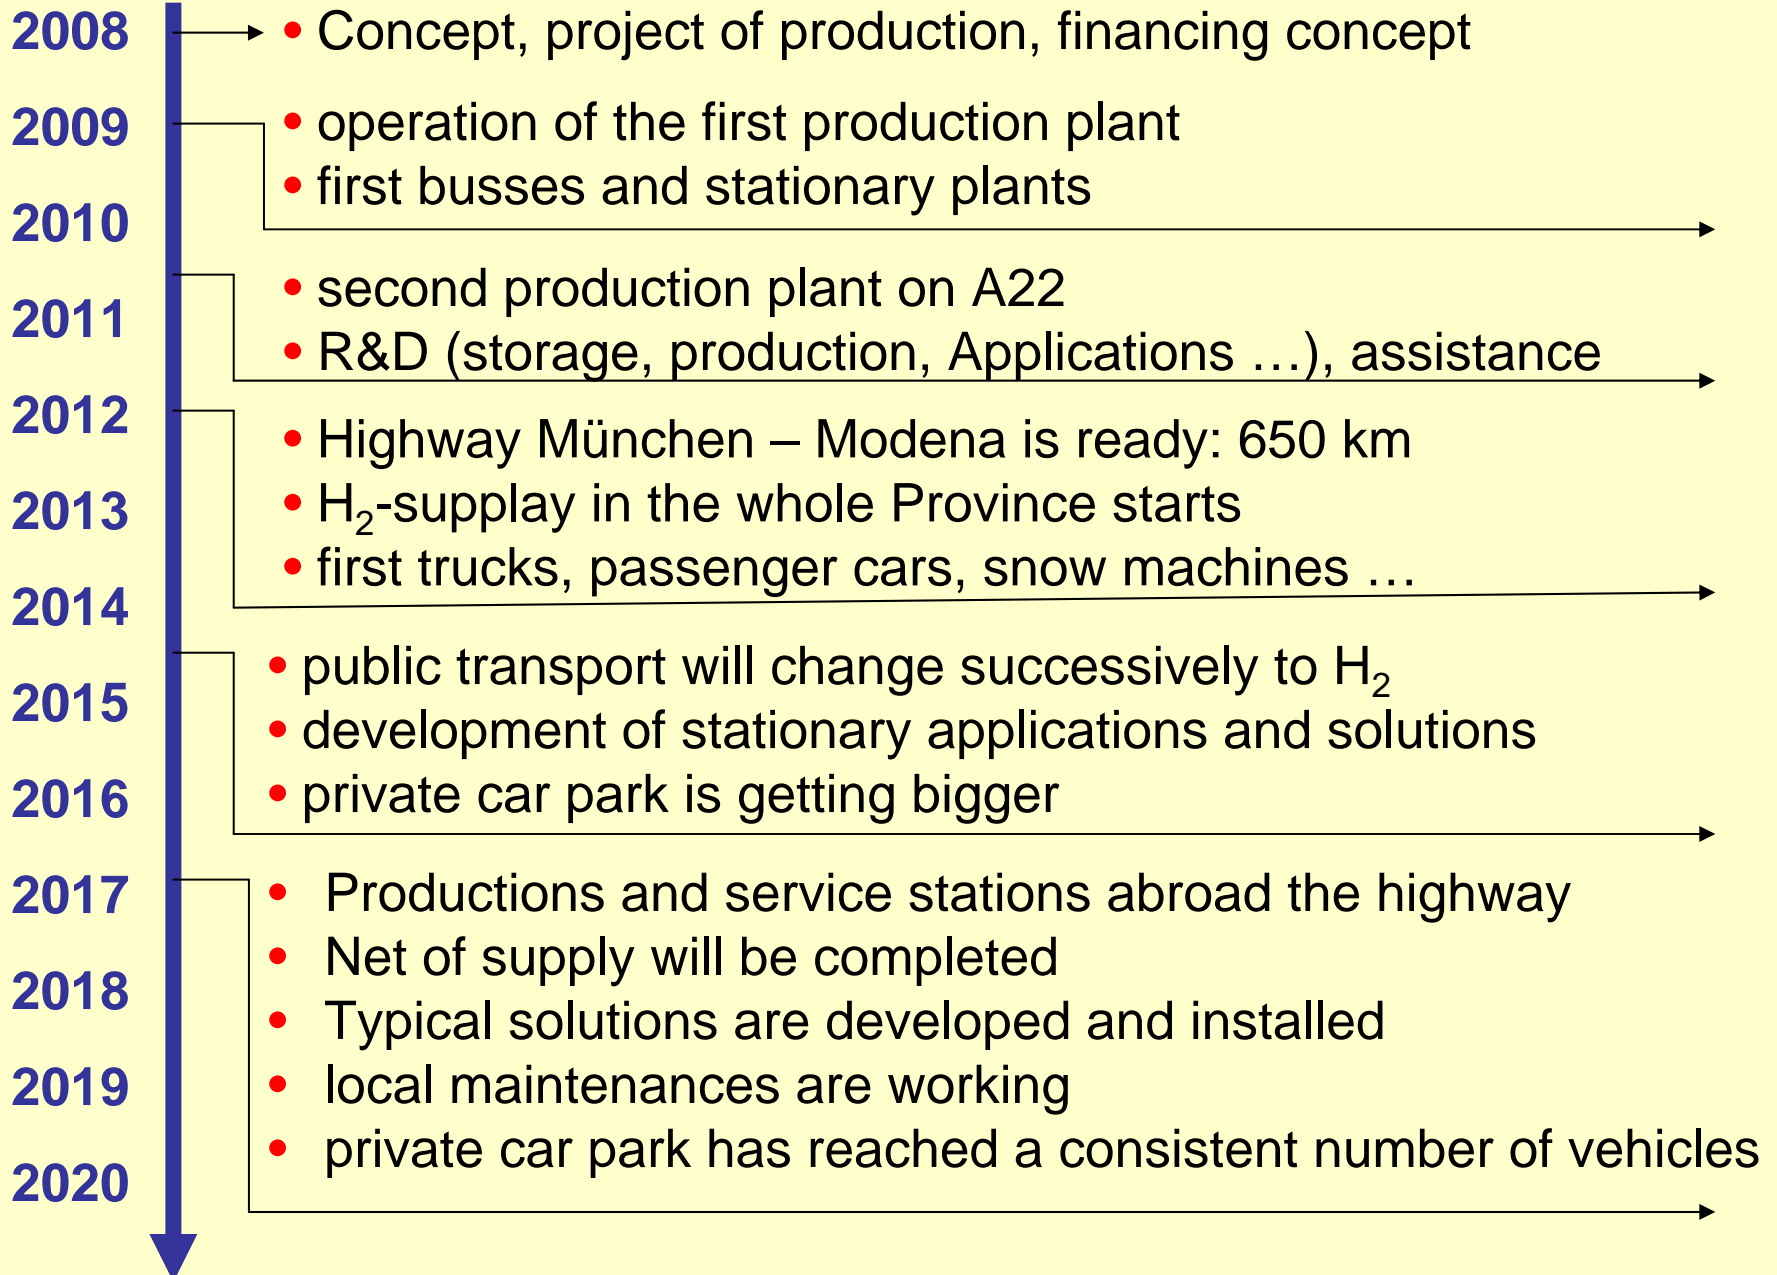 2008
• Concept, project of production, financing concept
2009
• operation of the first production plant
• first busses and stationary plants
2010
• second production plant on A22
2011
• R&D (storage, production, Applications …), assistance
2012
• Highway München – Modena is ready: 650 km
2013
• H₂-supplay in the whole Province starts
• first trucks, passenger cars, snow machines …
2014
• public transport will change successively to H₂
2015
• development of stationary applications and solutions
2016
• private car park is getting bigger
2017
• Productions and service stations abroad the highway
• Net of supply will be completed
2018
• Typical solutions are developed and installed
2019
• local maintenances are working
• private car park has reached a consistent number of vehicles
2020